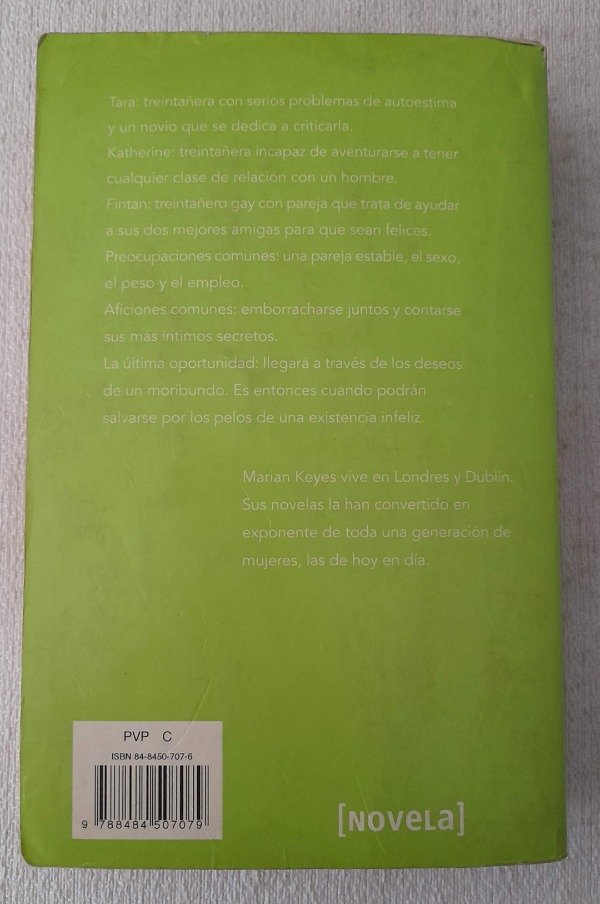 Tara: treintañera con serios problemas de autoestima
y un novio que se dedica a criticarla.
Katherine: treintañera incapaz de aventurarse a tener
cualquier clase de relación con un hombre.
Fintan: treintañero gay con pareja que trata de ayudar
a sus dos mejores amigas para que sean felices.
Preocupaciones comunes: una pareja estable, el sexo,
el peso y el empleo.
Aficiones comunes: emborracharse juntos y contarse
sus más íntimos secretos.
La última oportunidad: llegará a través de los deseos
de un moribundo. Es entonces cuando podrán
salvarse por los pelos de una existencia infeliz.
Marian Keyes vive en Londres y Dublín.
Sus novelas la han convertido en
exponente de toda una generación de
mujeres, las de hoy en día.
PVP C
ISBN 84-8450-707-6
9 788484 507079
[NOVeLa]